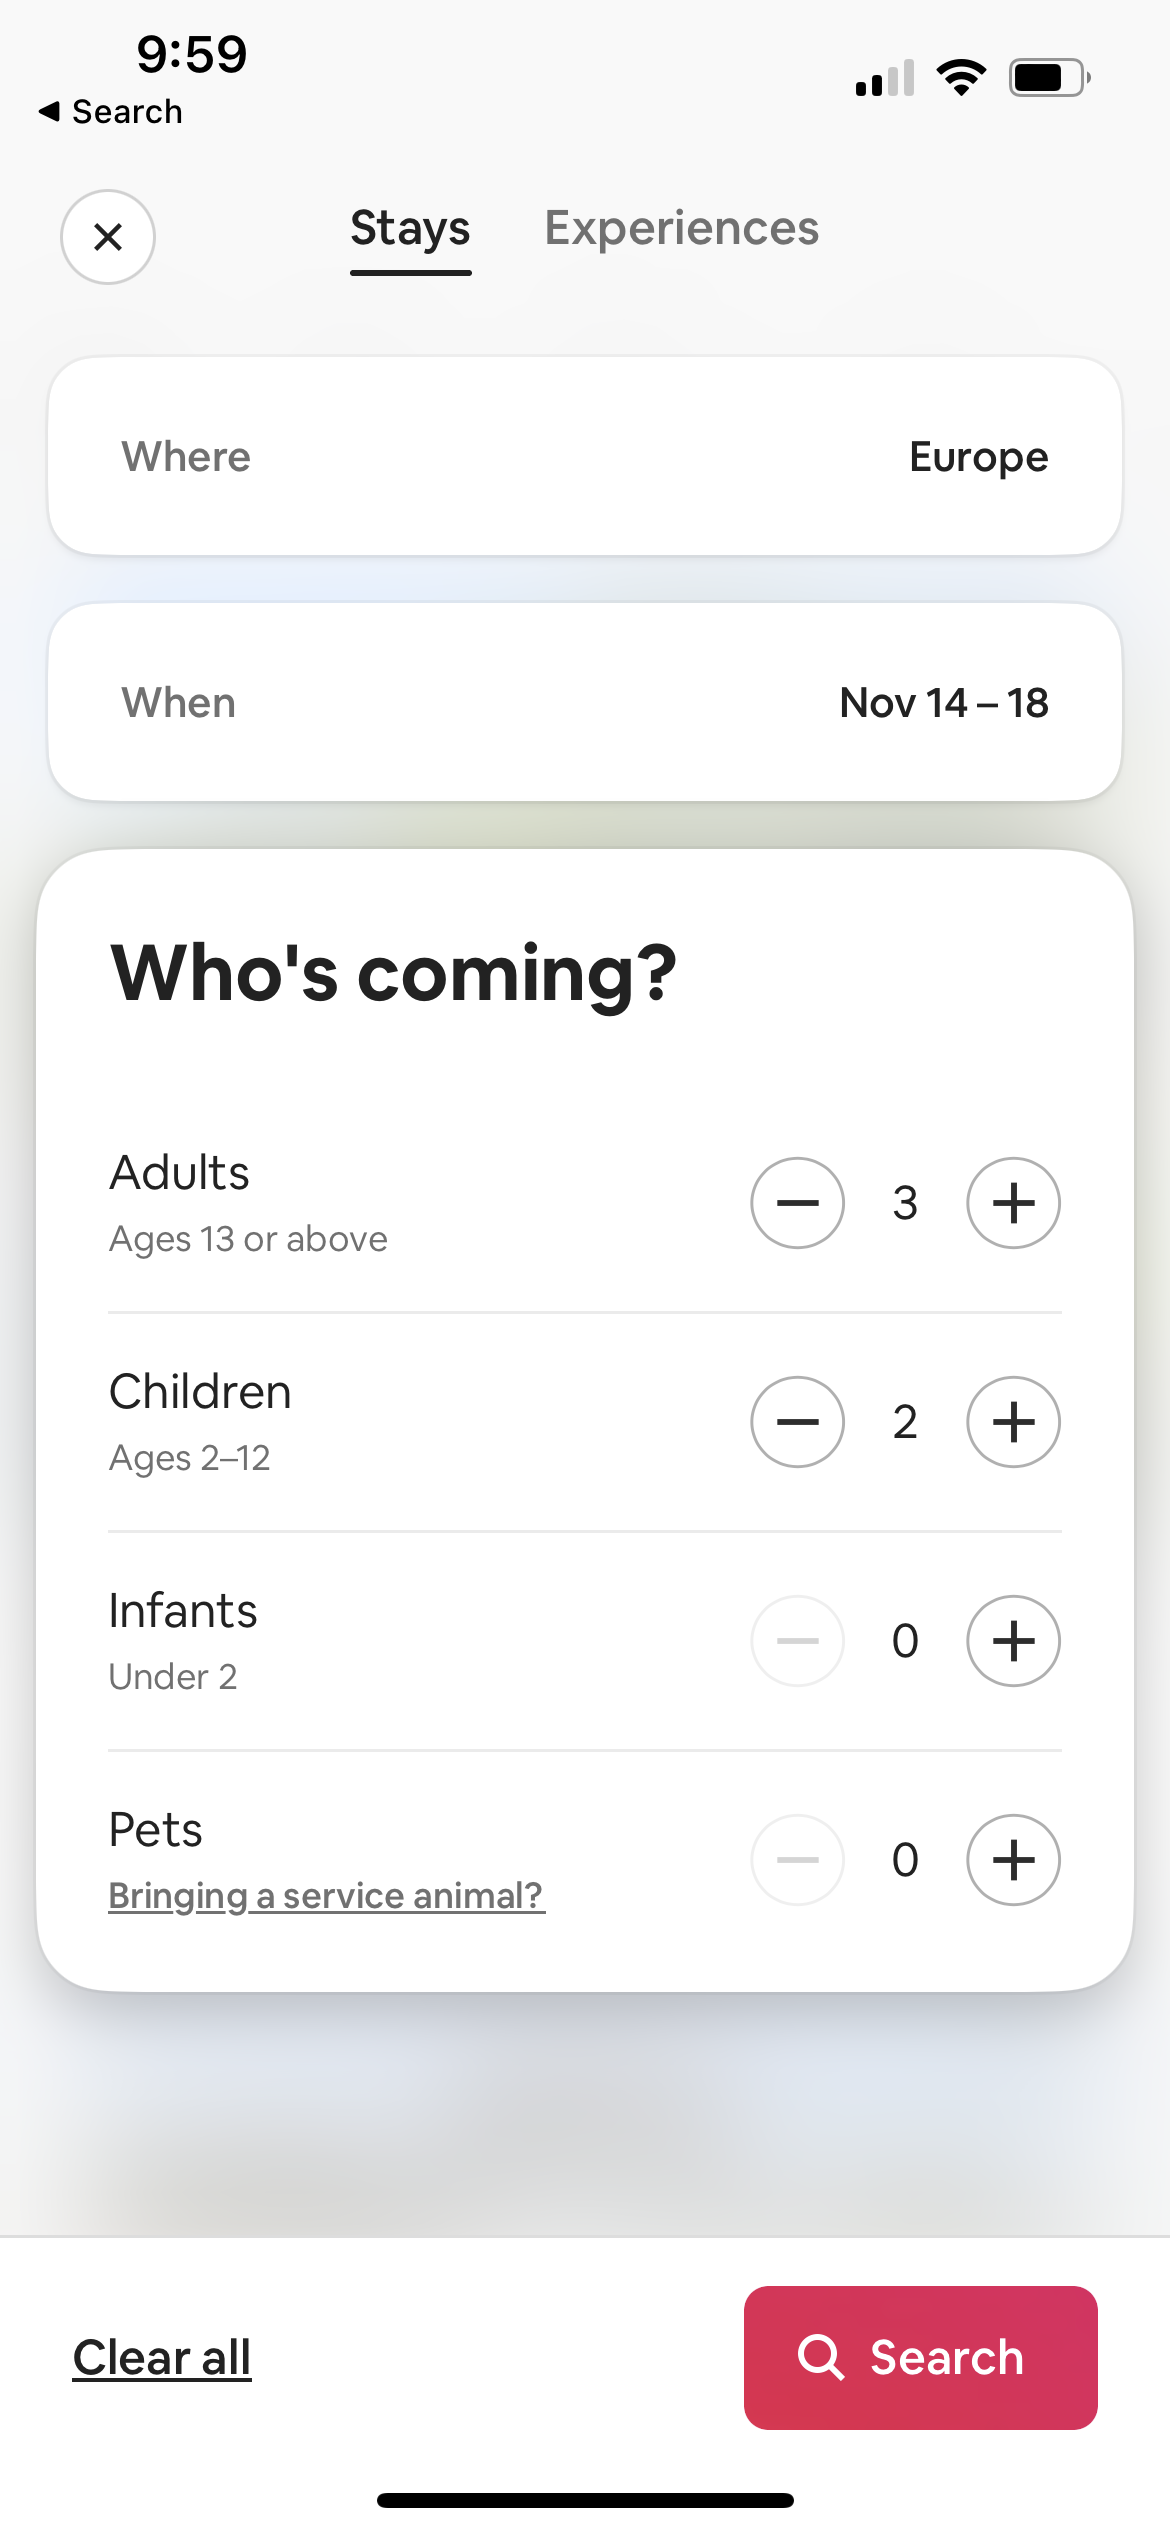 9:59
Search
Stays
Experiences
Where
Europe
When
Nov 14 – 18
Who's coming?
Adults
Ages 13 or above
3
Children
Ages 2–12
2
Infants
Under 2
0
Pets
Bringing a service animal?
0
Clear all
Search